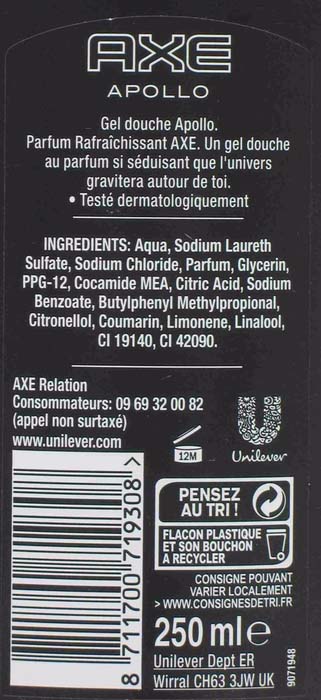 AXE
APOLLO
Gel douche Apollo.
Parfum Rafraîchissant AXE. Un gel douche
au parfum si séduisant que l'univers
gravitera autour de toi.
• Testé dermatologiquement
INGREDIENTS: Aqua, Sodium Laureth
Sulfate, Sodium Chloride, Parfum, Glycerin,
PPG-12, Cocamide MEA, Citric Acid, Sodium
Benzoate, Butylphenyl Methylpropional,
Citronellol, Coumarin, Limonene, Linalool,
CI 19140, CI 42090.
AXE Relation
Consommateurs: 09 69 32 00 82
(appel non surtaxé)
www.unilever.com
12M
Unilever
8 711700 719308 >
PENSEZ
AU TRI !
FLACON PLASTIQUE
ET SON BOUCHON
A RECYCLER
CONSIGNE POUVANT
VARIER LOCALEMENT
> WWW.CONSIGNESDETRI.FR
250 ml e
Unilever Dept ER
Wirral CH63 3JW UK
9071948